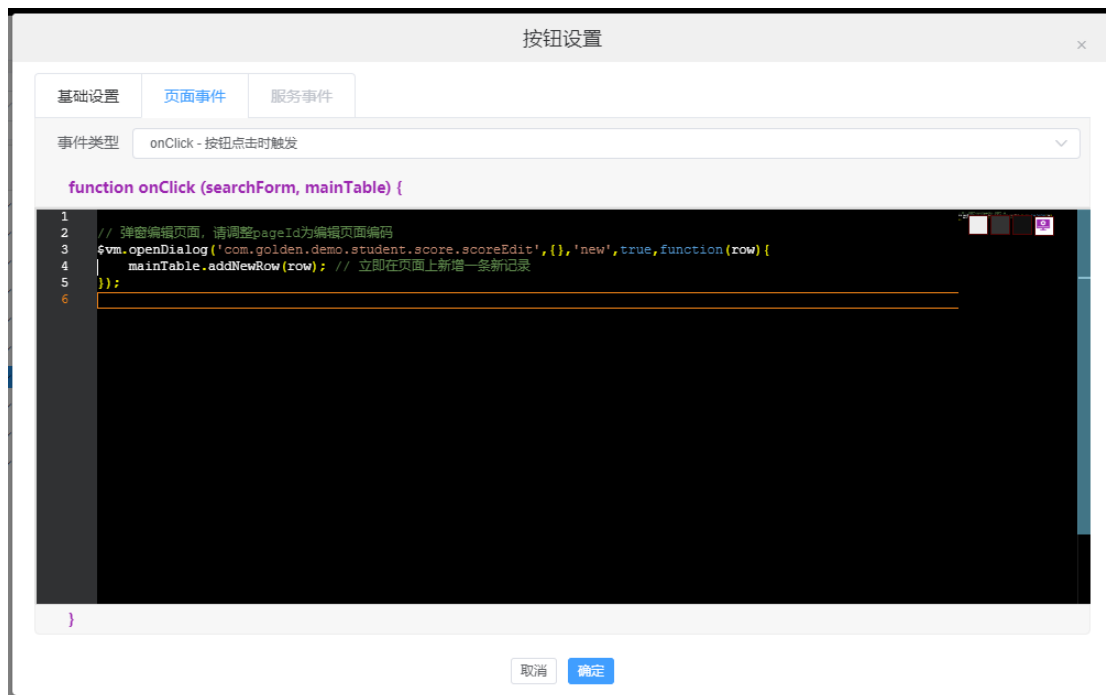 按钮设置
×
基础设置 页面事件 服务事件
事件类型 onClick - 按钮点击时触发
function onClick (searchForm, mainTable) {
1
2 // 弹窗编辑页面, 请调整pageId为编辑页面编码
3 $vm.openDialog('com.golden.demo.student.score.scoreEdit',{},'new',true,function(row){
4 mainTable.addNewRow(row); // 立即在页面上新增一条新记录
5 });
6
}
取消 确定